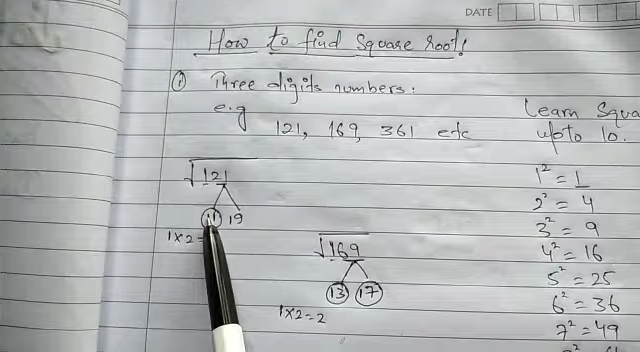 DATE
How to find Square root!
① Three digits numbers.
e.g
121, 169, 361 etc
√121
11 19
1×2=
√169
13 17
1×2=2
Learn Squa
upto 10.
1² = 1
2² = 4
3² = 9
4² = 16
5² = 25
6² = 36
7² = 49